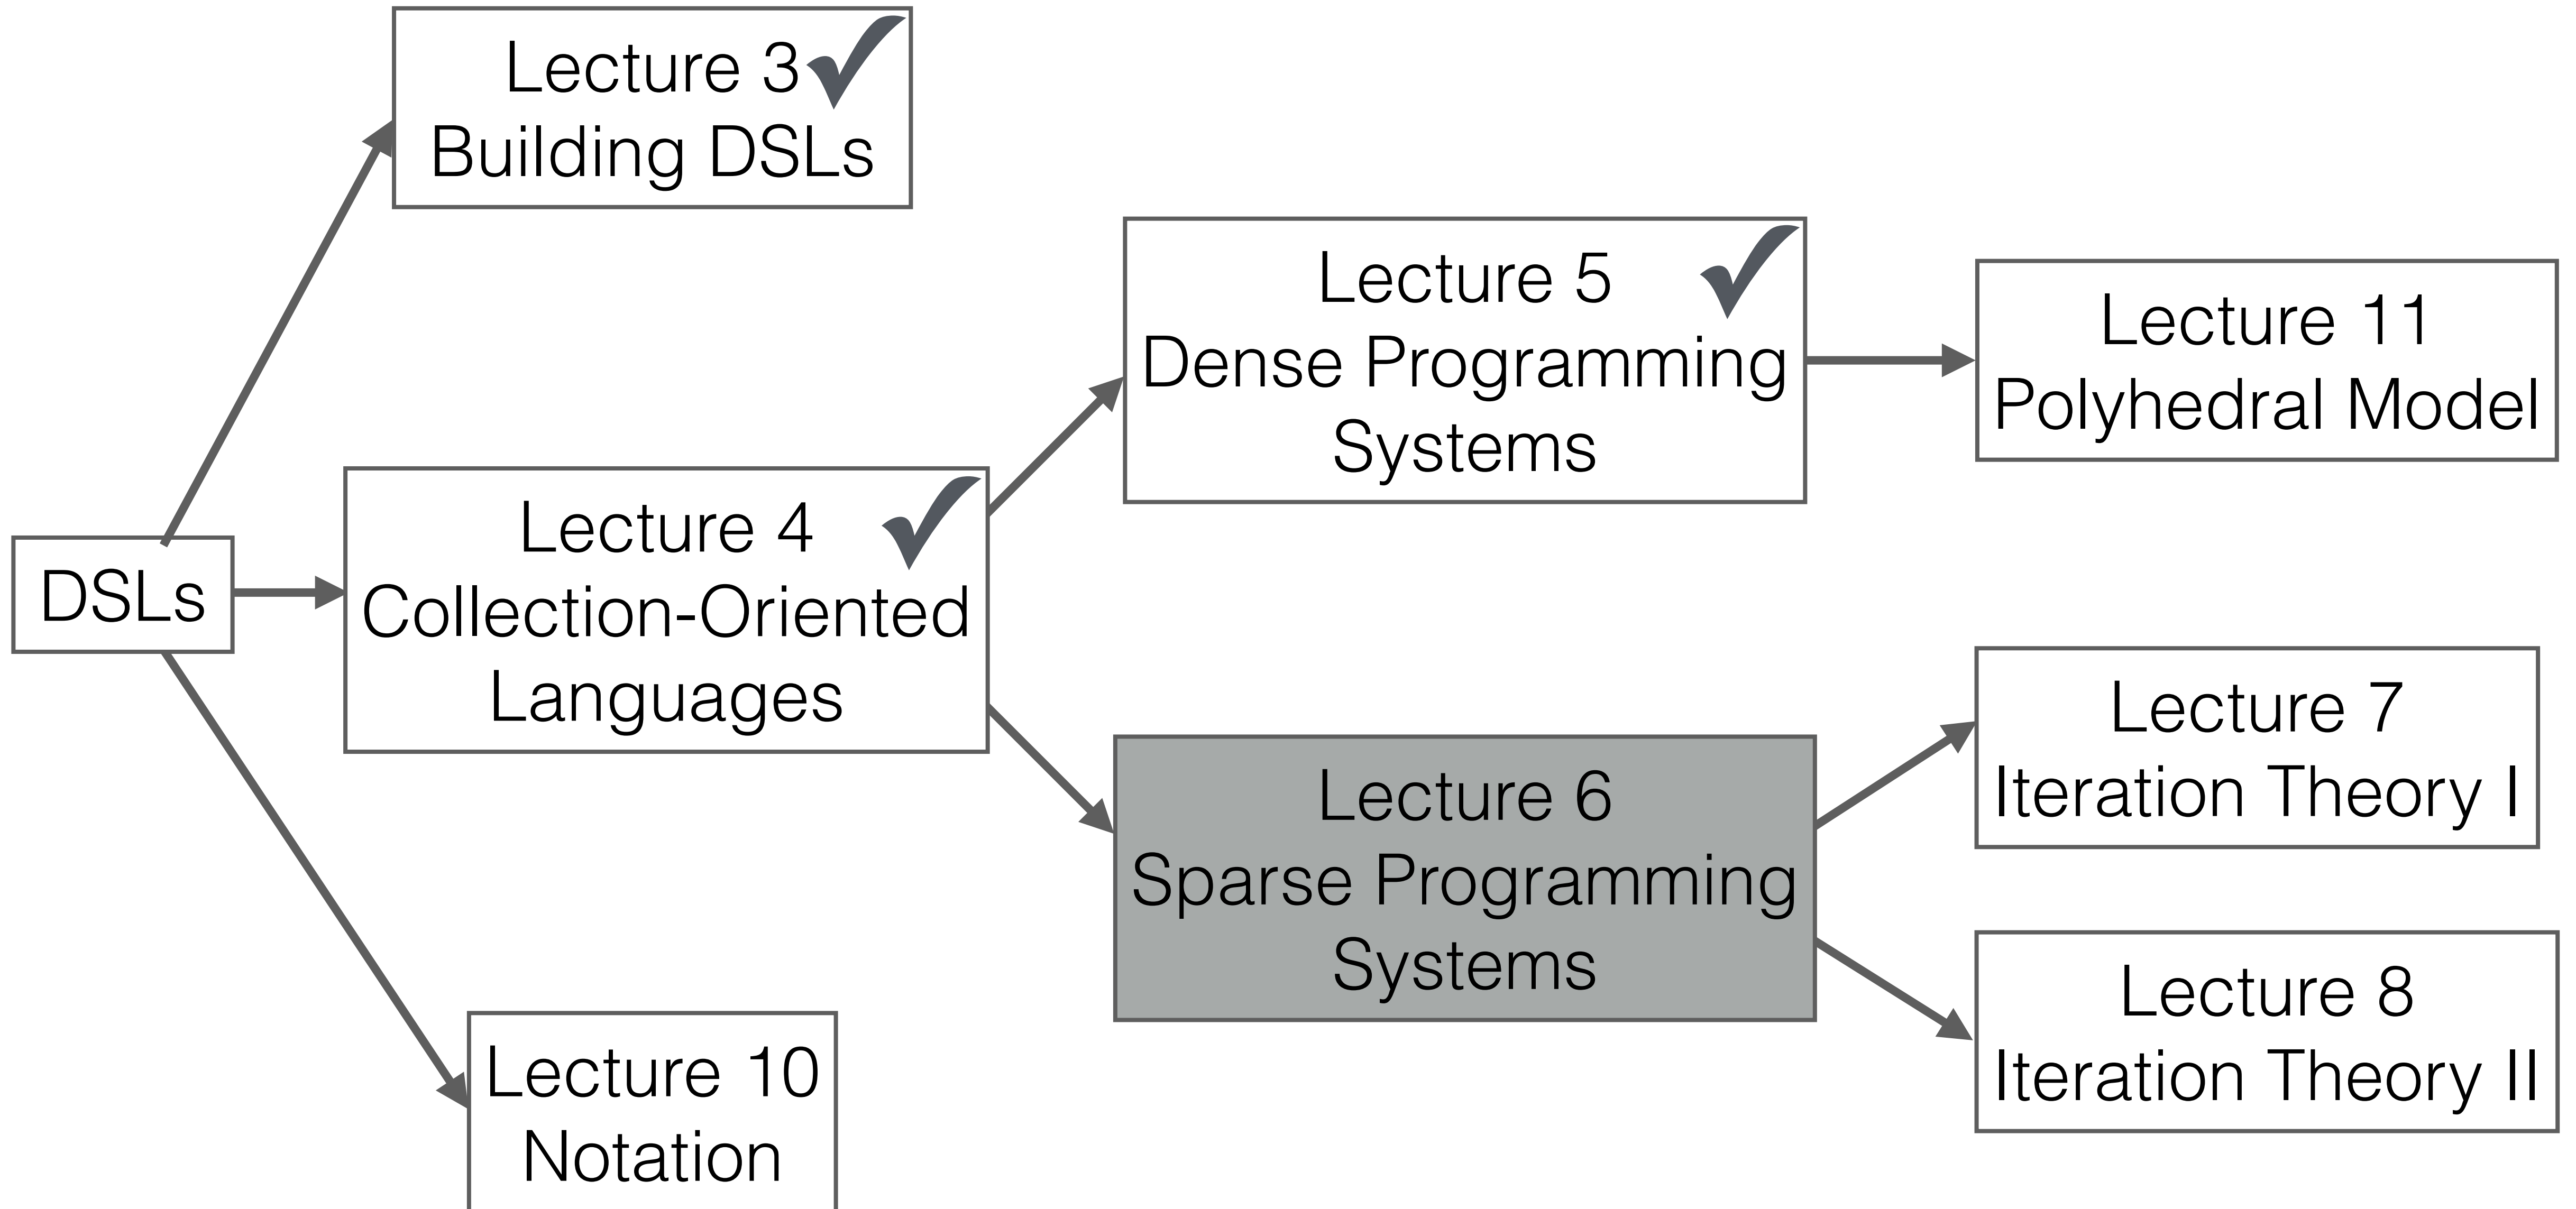 Lecture 3
Building DSLs
Lecture 5
Dense Programming
Systems
Lecture 11
Polyhedral Model
DSLs
Lecture 4
Collection-Oriented
Languages
Lecture 6
Sparse Programming
Systems
Lecture 7
Iteration Theory I
Lecture 8
Iteration Theory II
Lecture 10
Notation